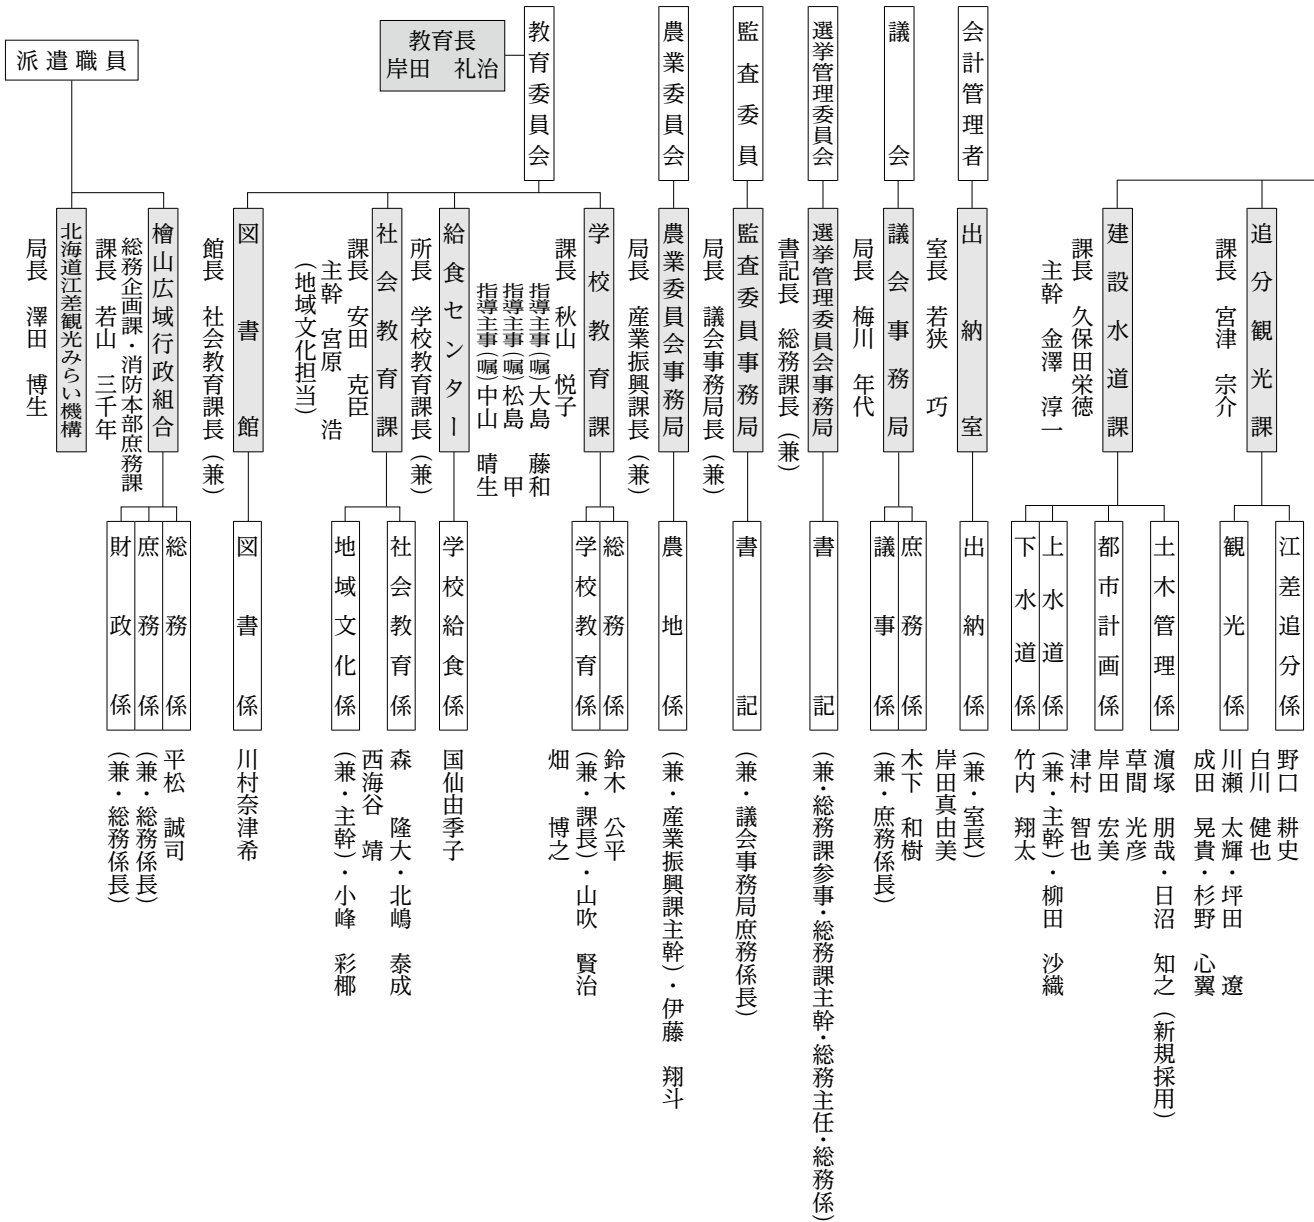 追分観光課
課長　宮津　宗介
江差追分係
野口　耕史
白川　健也
観光係
川瀬　太輝・坪田　遼
成田　晃貴・杉野　心翼
建設水道課
課長　久保田栄徳
主幹　金澤　淳一
土木管理係
濵塚　朋哉・日沼　知之（新規採用）
草間　光彦
都市計画係
岸田　宏美
津村　智也
上水道係
（兼・主幹）・柳田　沙織
下水道係
竹内　翔太
会計管理者
出納室
室長　若狭　巧
出納係
（兼・室長）
岸田真由美
議会
議会事務局
局長　梅川　年代
庶務係
木下　和樹
議事係
（兼・庶務係長）
選挙管理委員会
選挙管理委員会事務局
書記長　総務課長（兼）
書記
（兼・総務課参事・総務課主幹・総務主任・総務係）
監査委員
監査委員事務局
局長　議会事務局長（兼）
書記
（兼・議会事務局庶務係長）
農業委員会
農業委員会事務局
局長　産業振興課長（兼）
農地係
（兼・産業振興課主幹）・伊藤　翔斗
教育委員会
教育長
岸田　礼治
学校教育課
課長　秋山　悦子
指導主事(嘱)大島　藤和
指導主事(嘱)松島　甲
指導主事(嘱)中山　晴生
総務係
鈴木　公平
学校教育係
（兼・課長）・山吹　賢治
畑　博之
給食センター
所長　学校教育課長（兼）
学校給食係
国仙由季子
社会教育課
課長　安田　克臣
主幹　宮原　浩
（地域文化担当）
社会教育係
森　隆大・北嶋　泰成
西海谷　靖
地域文化係
（兼・主幹）・小峰　彩椰
図書館
館長　社会教育課長（兼）
図書係
川村奈津希
派遣職員
檜山広域行政組合
総務企画課・消防本部庶務課
課長　若山　三千年
総務係
平松　誠司
庶務係
（兼・総務係長）
財政係
（兼・総務係長）
北海道江差観光みらい機構
局長　澤田　博生